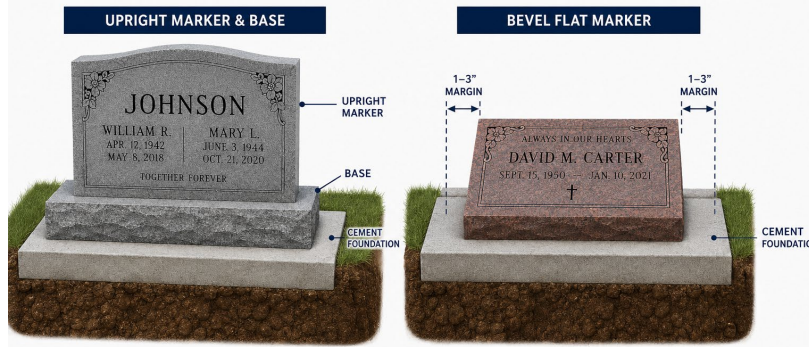 UPRIGHT MARKER & BASE
JOHNSON
WILLIAM R.
APR. 12, 1942
MAY 8, 2018
MARY L.
JUNE 3, 1944
OCT. 21, 2020
TOGETHER FOREVER
UPRIGHT
MARKER
BASE
CEMENT
FOUNDATION
BEVEL FLAT MARKER
1–3"
MARGIN
1–3"
MARGIN
ALWAYS IN OUR HEARTS
DAVID M. CARTER
SEPT. 15, 1950 — JAN. 10, 2021
CEMENT
FOUNDATIO